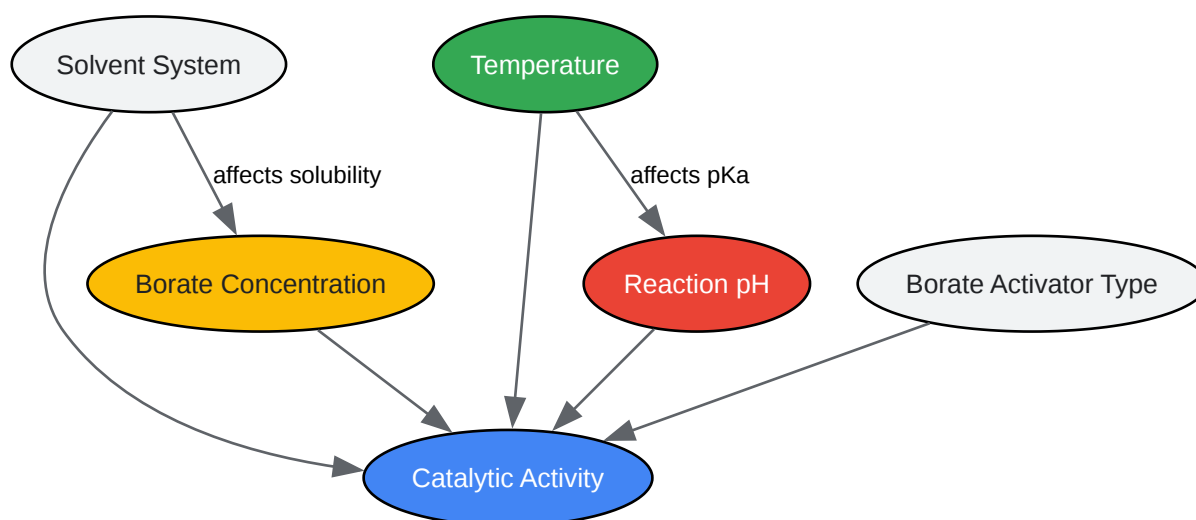 Solvent System
Temperature
affects solubility
affects pKa
Borate Concentration
Reaction pH
Borate Activator Type
Catalytic Activity